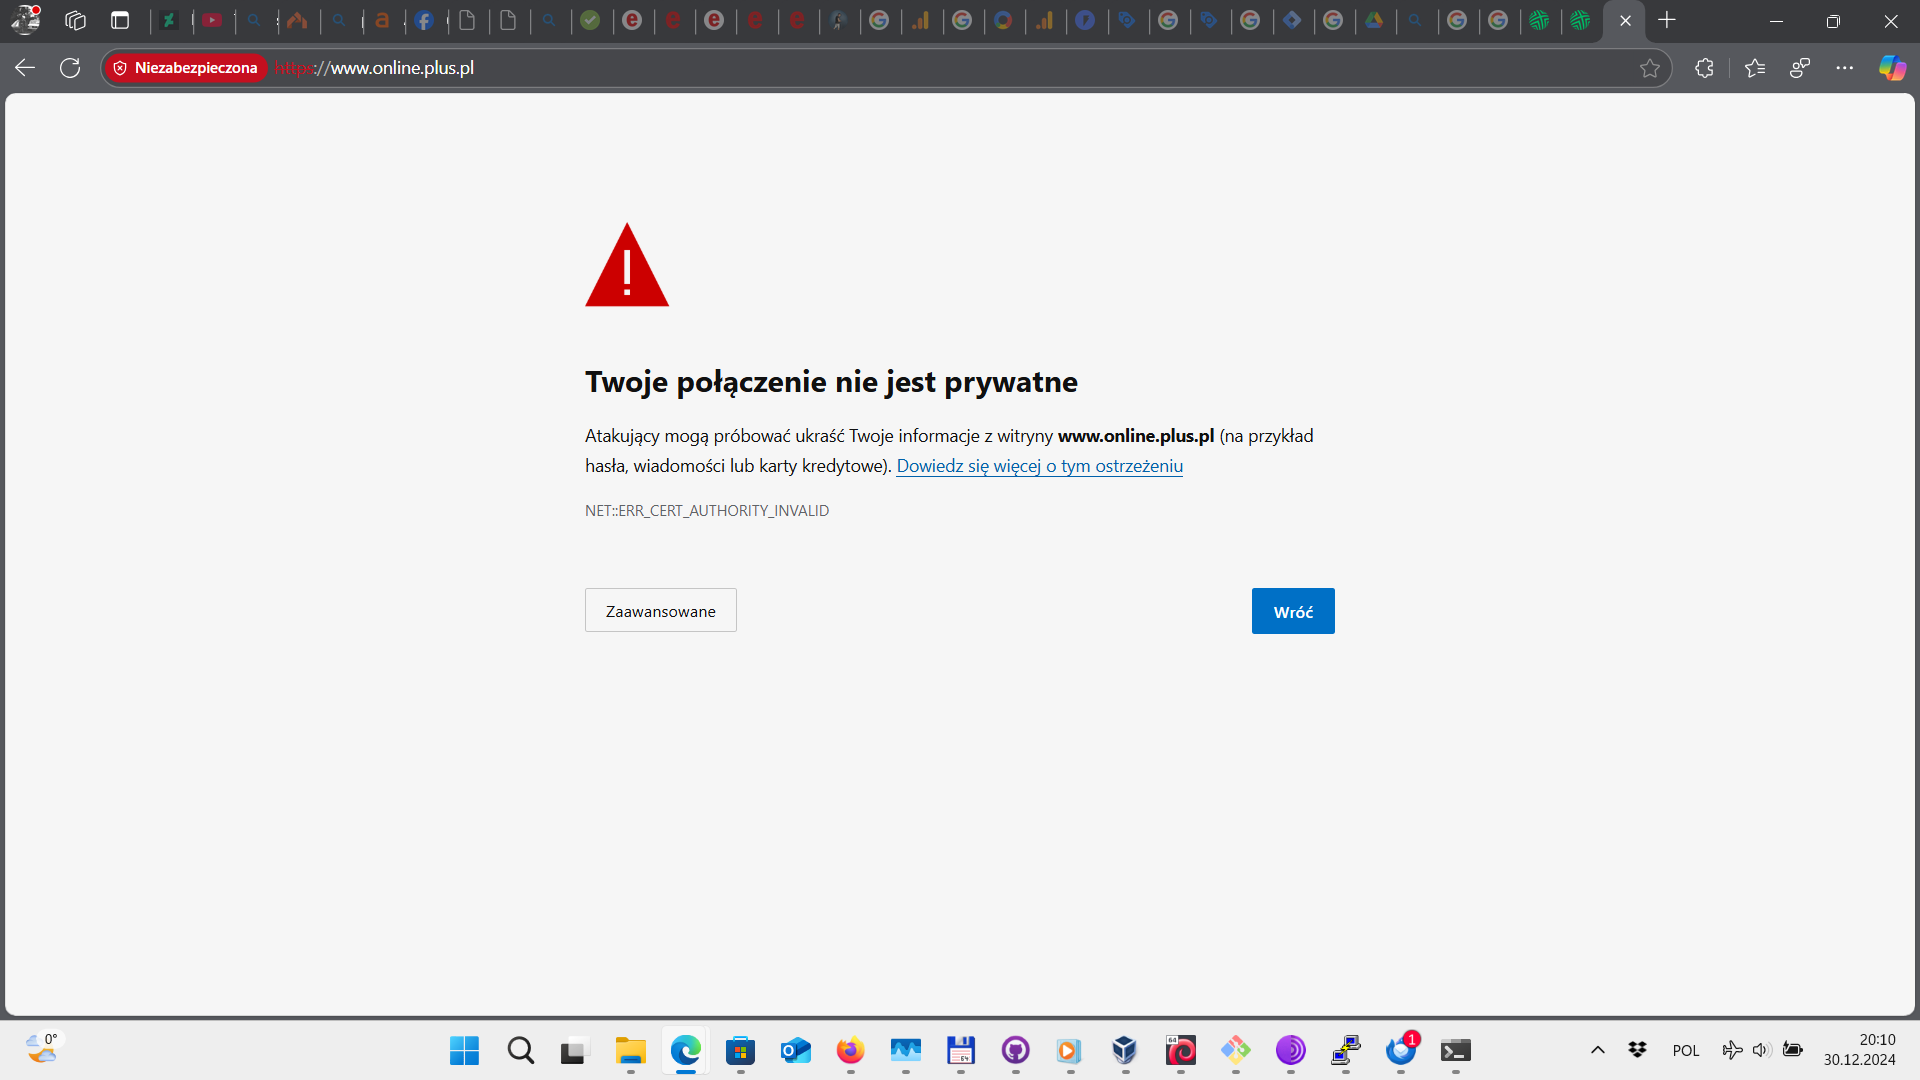 Niezabezpieczona https://www.online.plus.pl
Twoje połączenie nie jest prywatne
Atakujący mogą próbować ukraść Twoje informacje z witryny www.online.plus.pl (na przykład
hasła, wiadomości lub karty kredytowe). Dowiedz się więcej o tym ostrzeżeniu
NET::ERR_CERT_AUTHORITY_INVALID
Zaawansowane
Wróć
0°
64
1
POL
20:10
30.12.2024